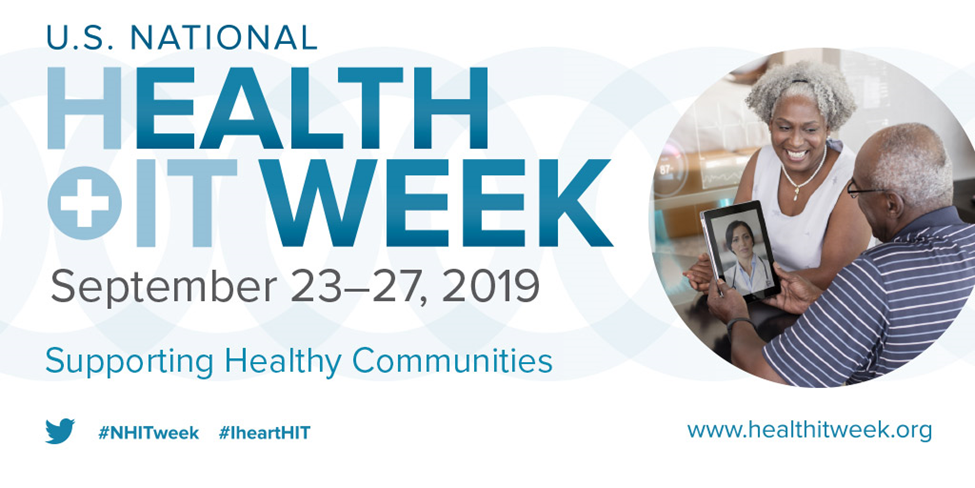 U.S. NATIONAL
HEALTH
IT WEEK
September 23–27, 2019
Supporting Healthy Communities
#NHITweek #IheartHIT
www.healthitweek.org